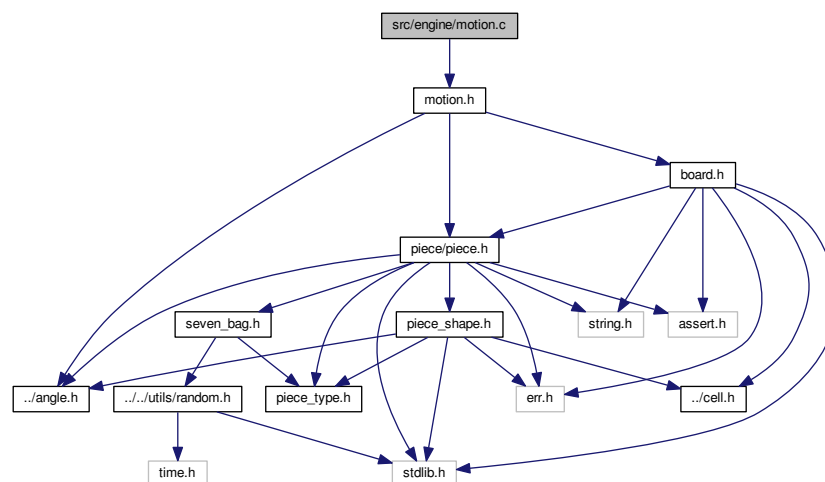 src/engine/motion.c
motion.h
board.h
piece/piece.h
seven_bag.h
piece_shape.h
string.h
assert.h
../angle.h
../../utils/random.h
piece_type.h
err.h
../cell.h
time.h
stdlib.h